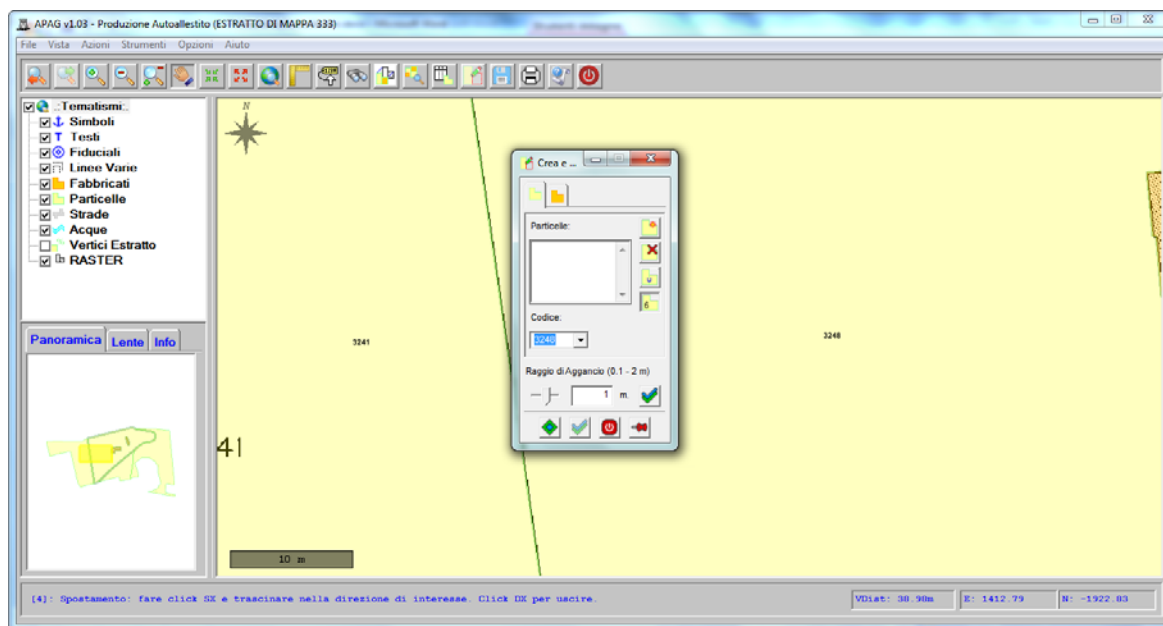 APAG v1.03 - Produzione Autoallestito (ESTRATTO DI MAPPA 333)
File Vista Azioni Strumenti Opzioni Aiuto
.:Tematismi:.
Simboli
T Testi
Fiduciali
Linee Varie
Fabbricati
Particelle
Strade
Acque
Vertici Estratto
RASTER
Panoramica Lente Info
N
3241
3248
41
10 m
Crea e ...
Particelle:
6
Codice:
3248
Raggio di Aggancio (0.1 - 2 m)
1 m.
[4]: Spostamento: fare click SX e trascinare nella direzione di interesse. Click DX per uscire.
VDist: 38.98m E: 1412.79 N: -1922.83